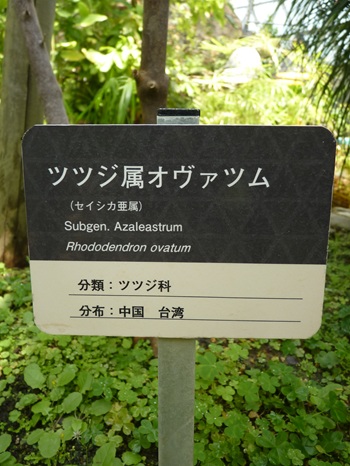 ツツジ属オヴァツム
（セイシカ亜属）
Subgen. Azaleastrum
Rhododendron ovatum
分類：ツツジ科
分布：中国　台湾